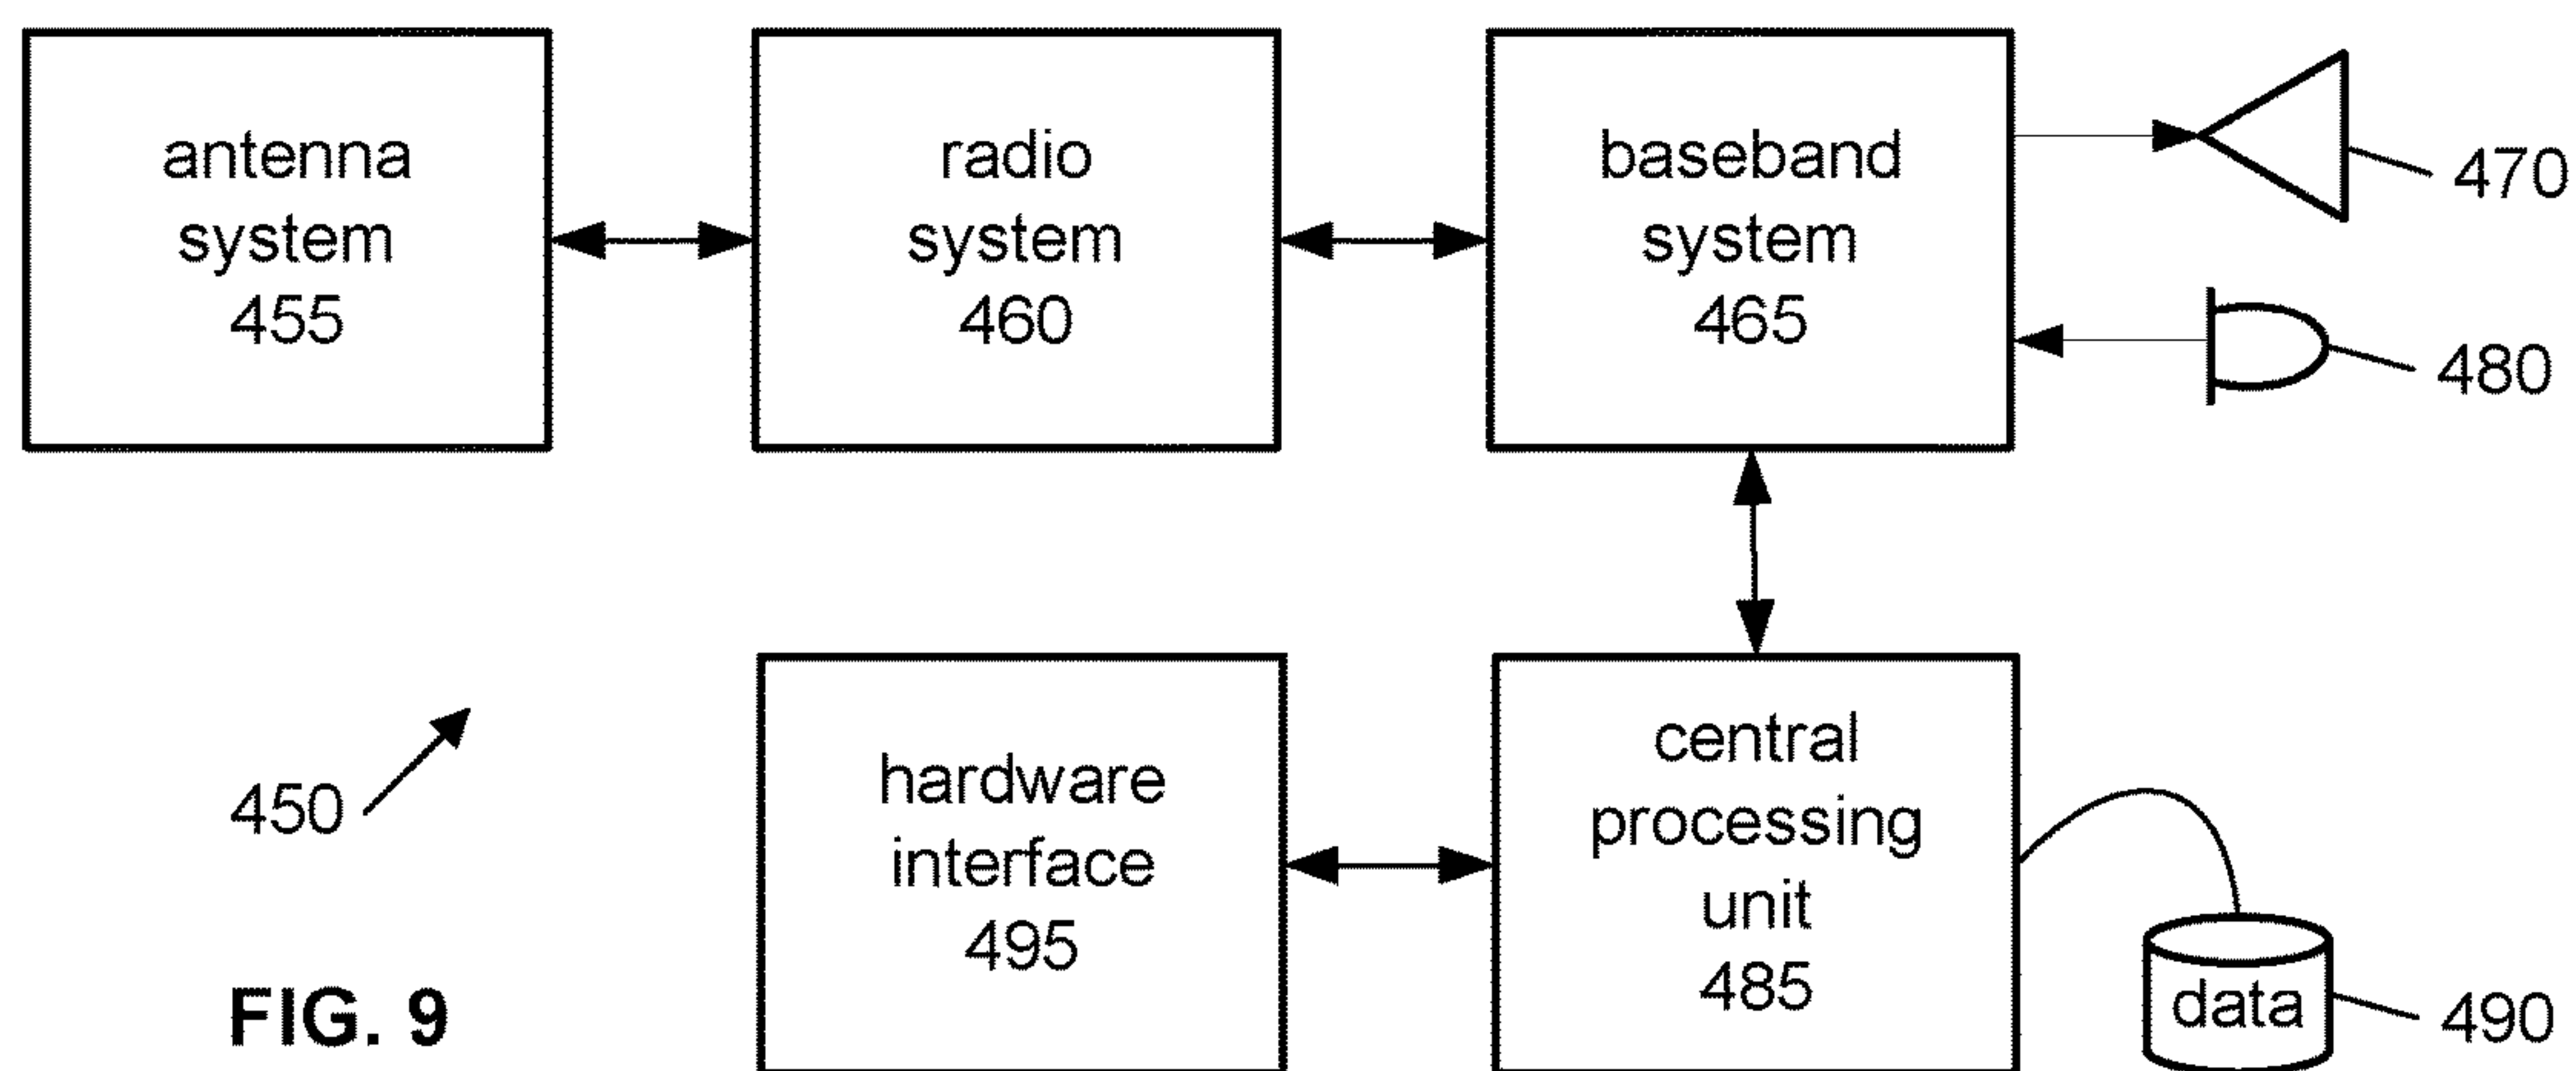 antenna
system
455
radio
system
460
baseband
system
465
470
480
450
hardware
interface
495
central
processing
unit
485
data
490
FIG. 9